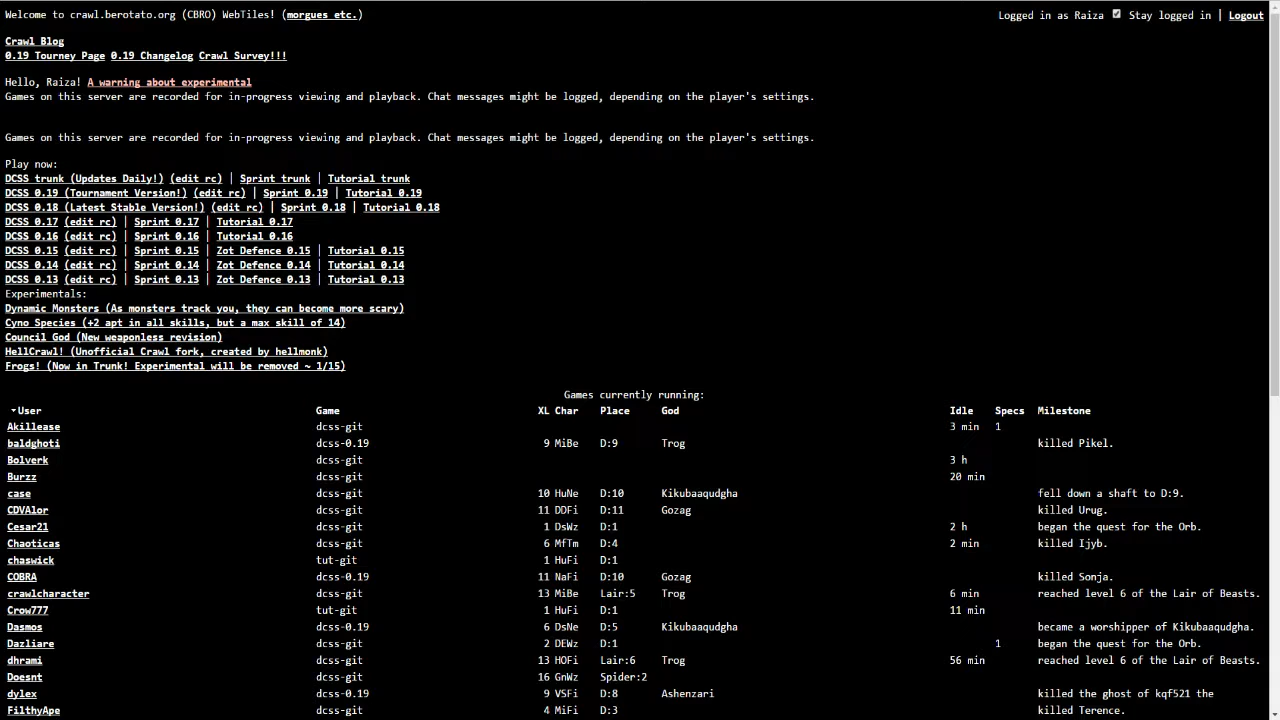 Welcome to crawl.berotato.org (CBRO) WebTiles! (morgues etc.) Logged in as Raiza Stay logged in | Logout
Crawl Blog
0.19 Tourney Page 0.19 Changelog Crawl Survey!!!
Hello, Raiza! A warning about experimental
Games on this server are recorded for in-progress viewing and playback. Chat messages might be logged, depending on the player's settings.
Games on this server are recorded for in-progress viewing and playback. Chat messages might be logged, depending on the player's settings.
Play now:
DCSS trunk (Updates Daily!) (edit rc) | Sprint trunk | Tutorial trunk
DCSS 0.19 (Tournament Version!) (edit rc) | Sprint 0.19 | Tutorial 0.19
DCSS 0.18 (Latest Stable Version!) (edit rc) | Sprint 0.18 | Tutorial 0.18
DCSS 0.17 (edit rc) | Sprint 0.17 | Tutorial 0.17
DCSS 0.16 (edit rc) | Sprint 0.16 | Tutorial 0.16
DCSS 0.15 (edit rc) | Sprint 0.15 | Zot Defence 0.15 | Tutorial 0.15
DCSS 0.14 (edit rc) | Sprint 0.14 | Zot Defence 0.14 | Tutorial 0.14
DCSS 0.13 (edit rc) | Sprint 0.13 | Zot Defence 0.13 | Tutorial 0.13
Experimentals:
Dynamic Monsters (As monsters track you, they can become more scary)
Cyno Species (+2 apt in all skills, but a max skill of 14)
Council God (New weaponless revision)
HellCrawl! (Unofficial Crawl fork, created by hellmonk)
Frogs! (Now in Trunk! Experimental will be removed ~ 1/15)
Games currently running:
User Game XL Char Place God Idle Specs Milestone
Akillease dcss-git 3 min 1
baldghoti dcss-0.19 9 MiBe D:9 Trog killed Pikel.
Bolverk dcss-git 3 h
Burzz dcss-git 20 min
case dcss-git 10 HuNe D:10 Kikubaaqudgha fell down a shaft to D:9.
CDVAlor dcss-git 11 DDFi D:11 Gozag killed Urug.
Cesar21 dcss-git 1 DsWz D:1 2 h began the quest for the Orb.
Chaoticas dcss-git 6 MfTm D:4 2 min killed Ijyb.
chaswick tut-git 1 HuFi D:1
COBRA dcss-0.19 11 NaFi D:10 Gozag killed Sonja.
crawlcharacter dcss-git 13 MiBe Lair:5 Trog 6 min reached level 6 of the Lair of Beasts.
Crow777 tut-git 1 HuFi D:1 11 min
Dasmos dcss-0.19 6 DsNe D:5 Kikubaaqudgha became a worshipper of Kikubaaqudgha.
Dazliare dcss-git 2 DEWz D:1 1 began the quest for the Orb.
dhrami dcss-git 13 HOFi Lair:6 Trog 56 min reached level 6 of the Lair of Beasts.
Doesnt dcss-git 16 GnWz Spider:2
dylex dcss-0.19 9 VSFi D:8 Ashenzari killed the ghost of kqf521 the
FilthyApe dcss-git 4 MiFi D:3 killed Terence.